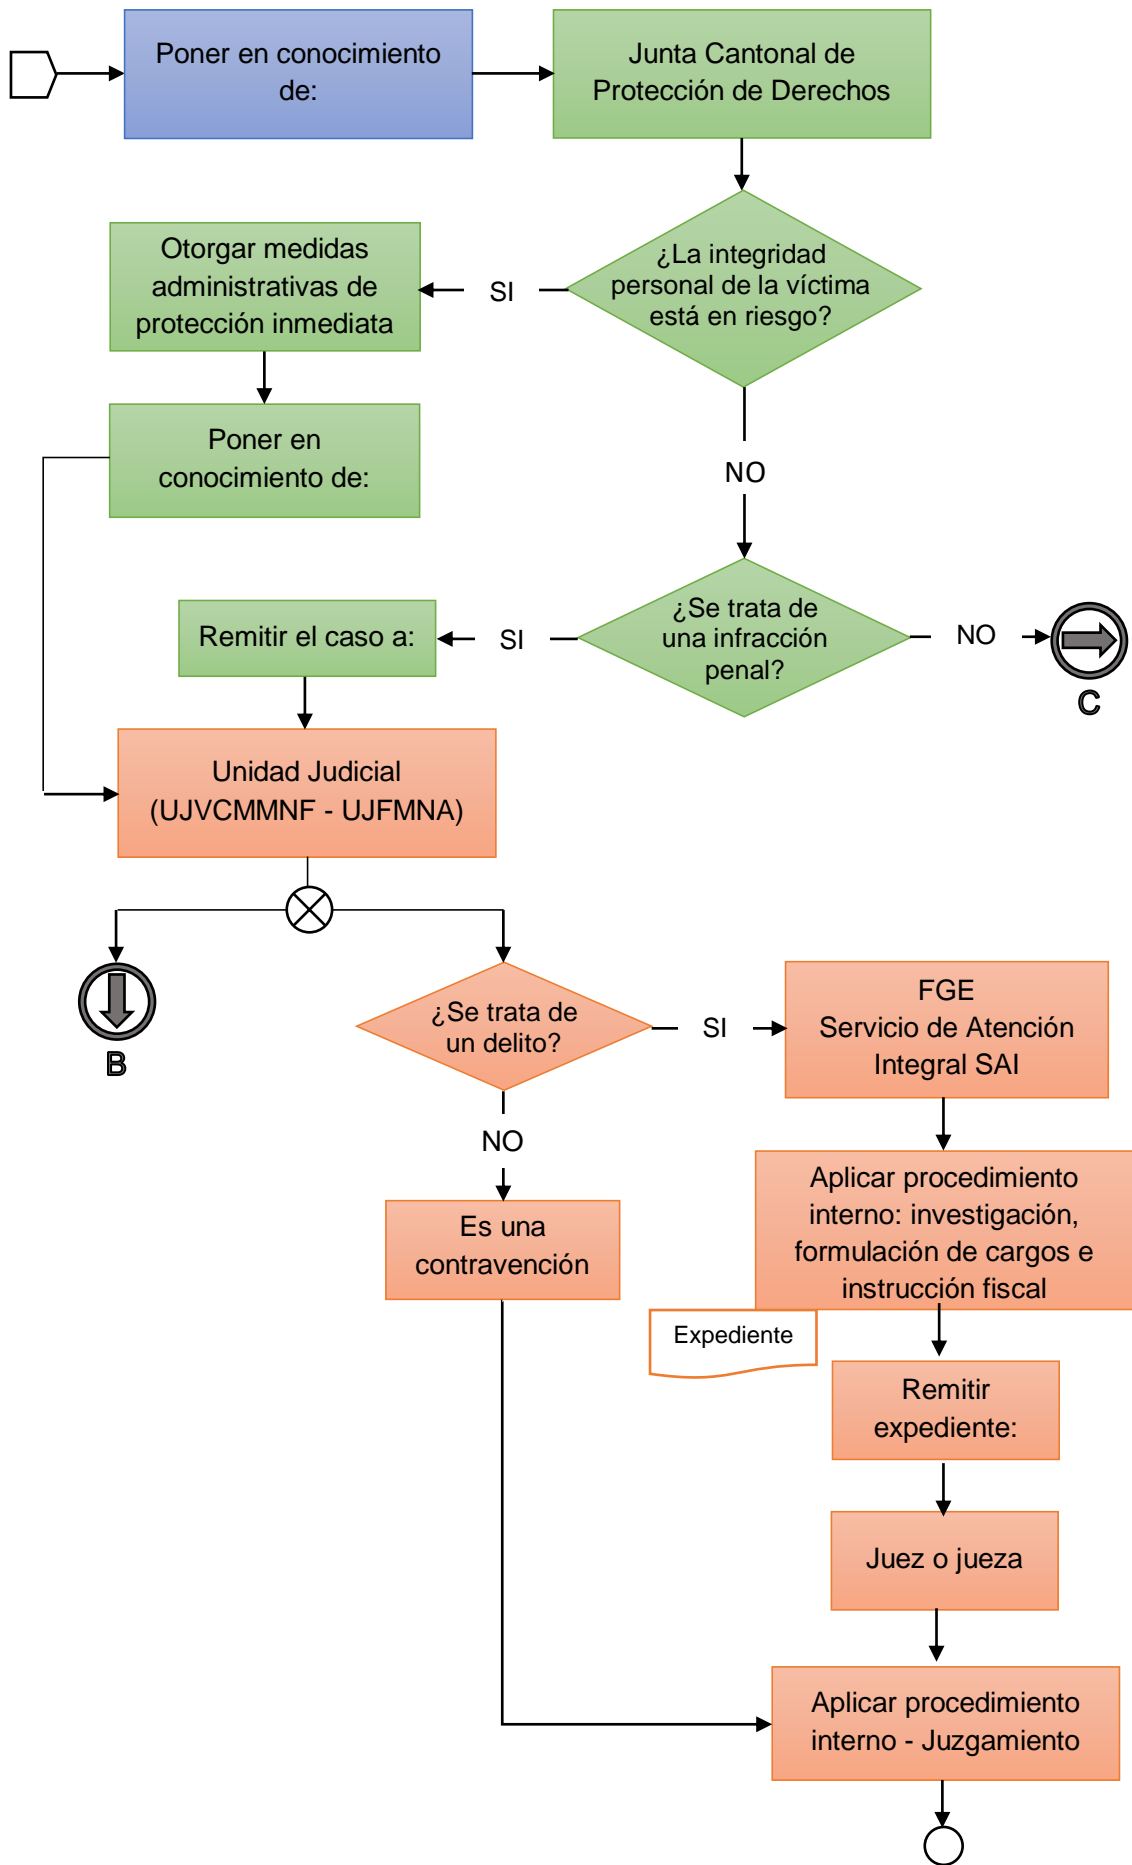 Poner en conocimiento
de:
Junta Cantonal de
Protección de Derechos
Otorgar medidas
administrativas de
protección inmediata
SI
¿La integridad
personal de la víctima
está en riesgo?
Poner en
conocimiento de:
NO
Remitir el caso a:
SI
¿Se trata de
una infracción
penal?
NO
C
Unidad Judicial
(UJVCMMNF - UJFMNA)
B
¿Se trata de
un delito?
SI
FGE
Servicio de Atención
Integral SAI
NO
Es una
contravención
Aplicar procedimiento
interno: investigación,
formulación de cargos e
instrucción fiscal
Expediente
Remitir
expediente:
Juez o jueza
Aplicar procedimiento
interno - Juzgamiento